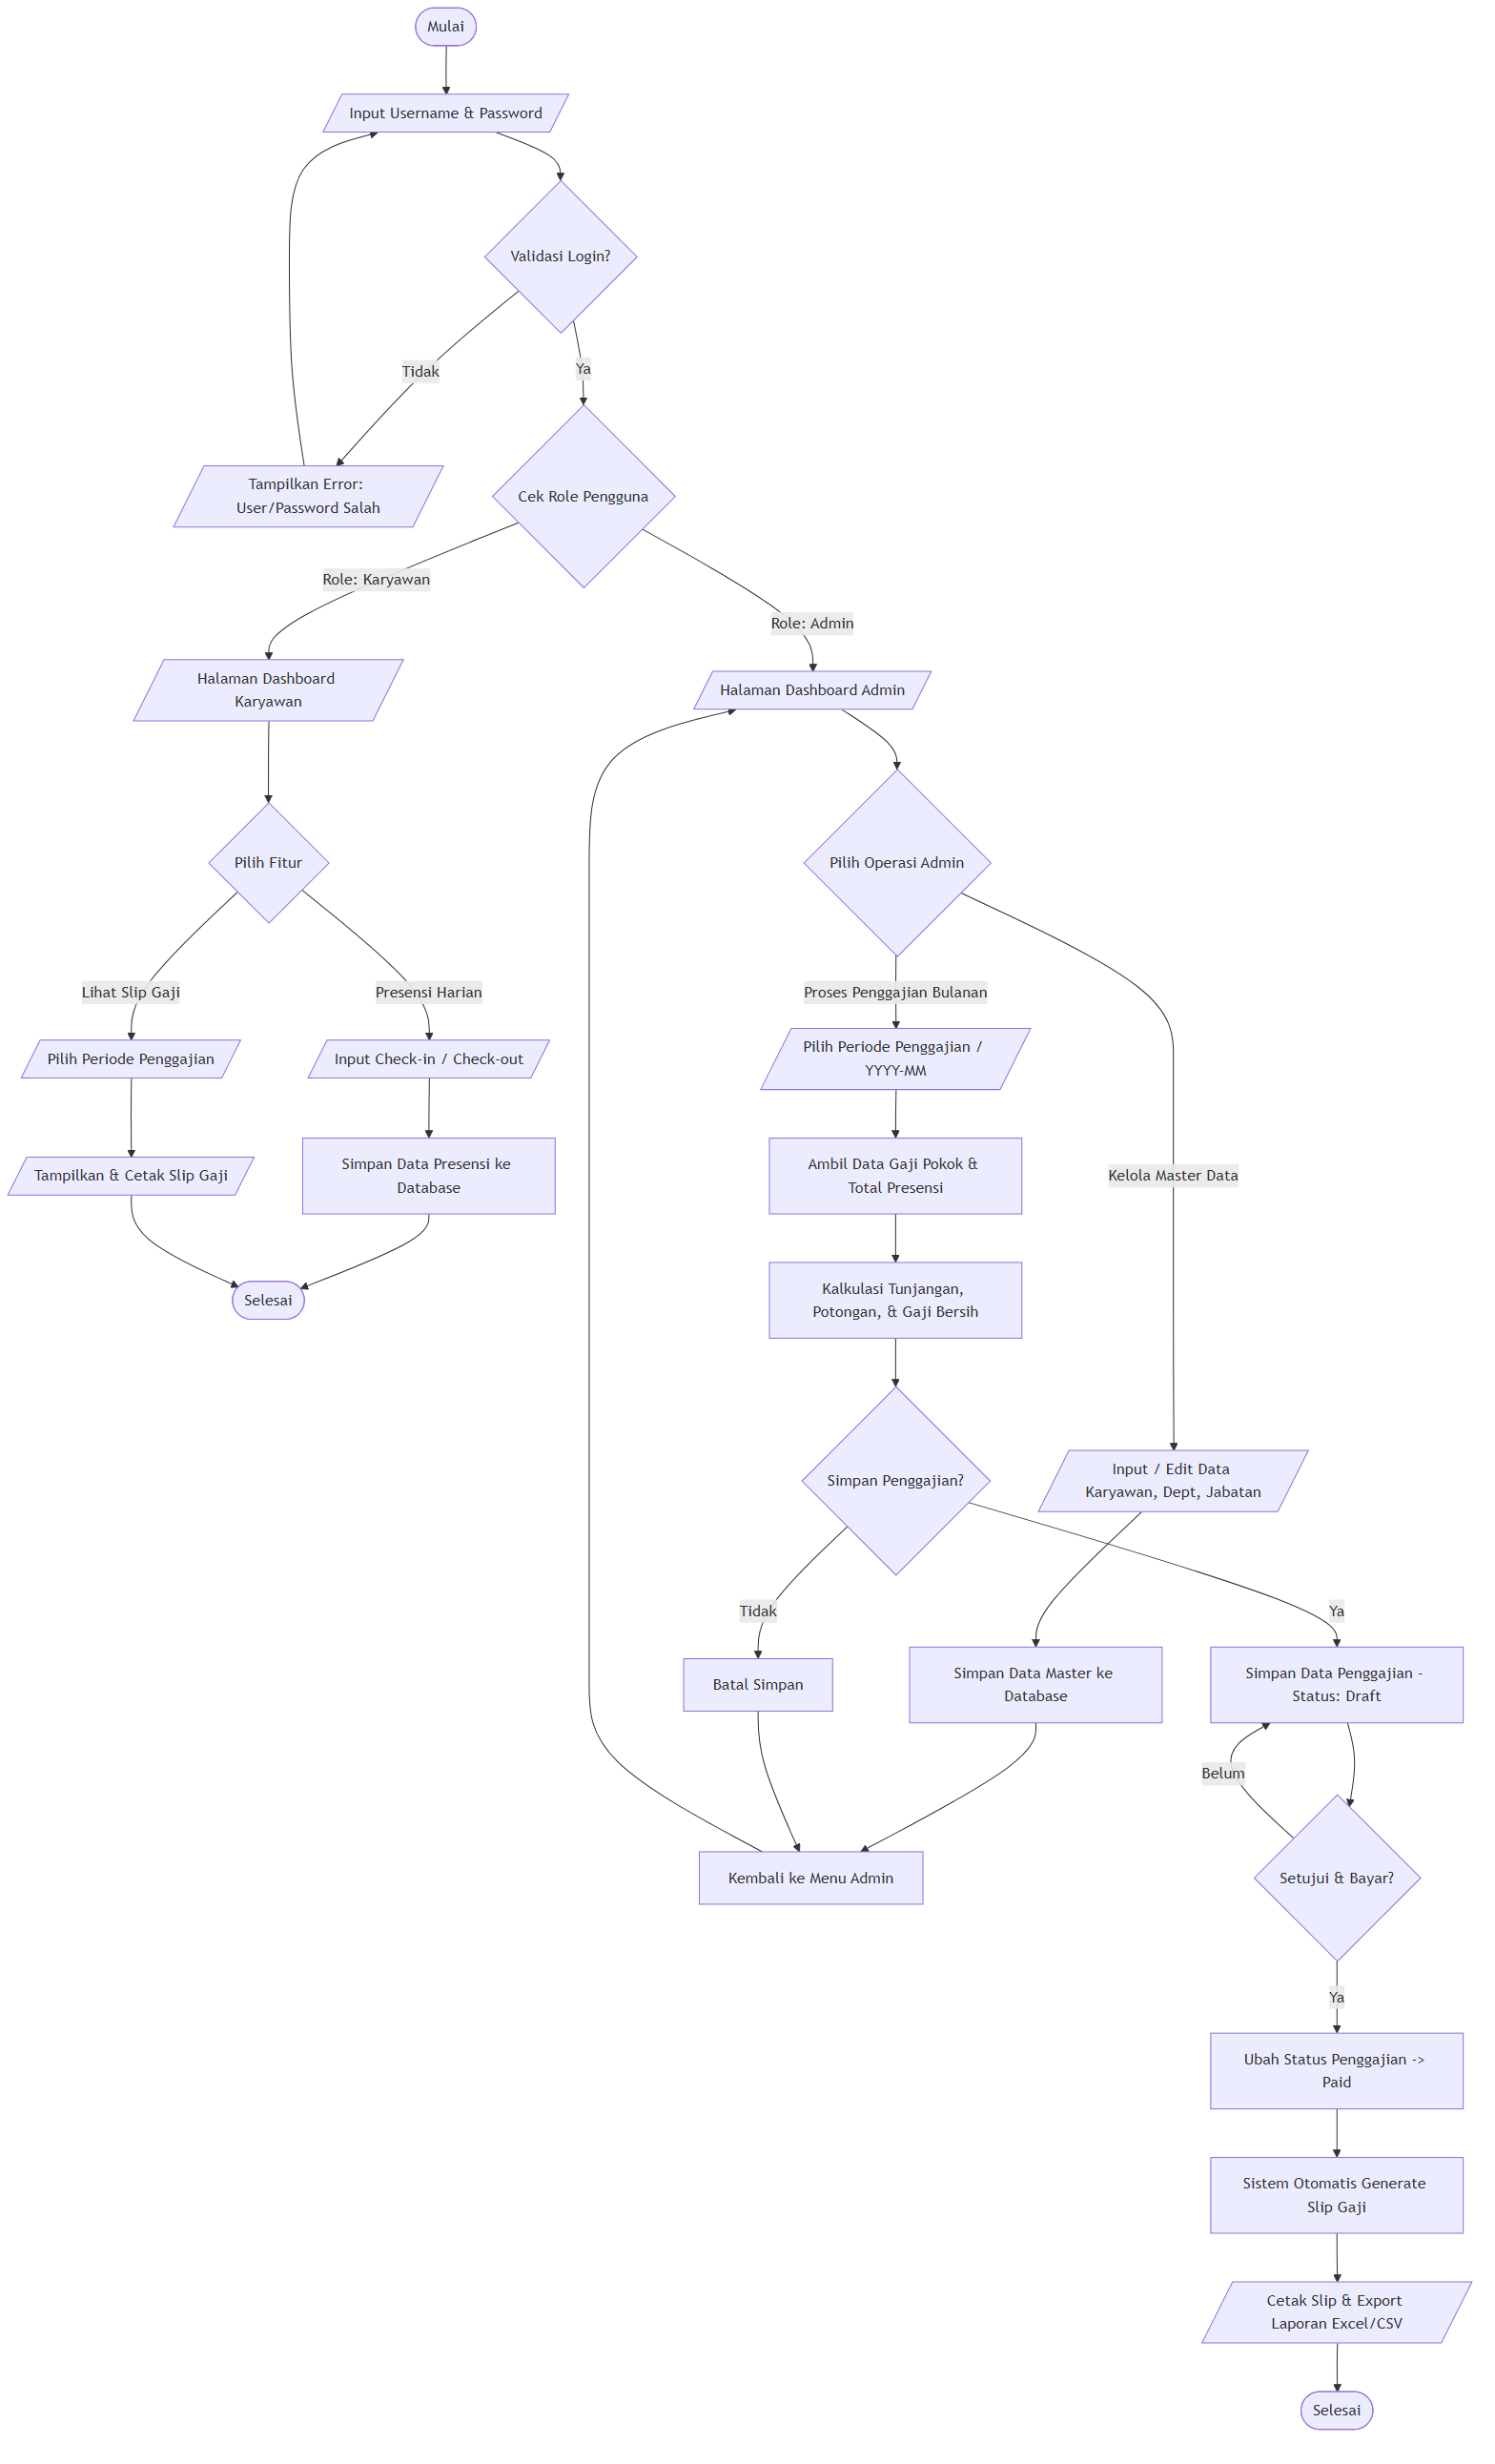 Mulai
Input Username & Password
Validasi Login?
Tidak
Ya
Tampilkan Error:
User/Password Salah
Cek Role Pengguna
Role: Karyawan
Role: Admin
Halaman Dashboard
Karyawan
Halaman Dashboard Admin
Pilih Fitur
Pilih Operasi Admin
Lihat Slip Gaji
Presensi Harian
Proses Penggajian Bulanan
Pilih Periode Penggajian
Input Check-in / Check-out
Pilih Periode Penggajian /
YYYY-MM
Tampilkan & Cetak Slip Gaji
Simpan Data Presensi ke
Database
Ambil Data Gaji Pokok &
Total Presensi
Kelola Master Data
Selesai
Kalkulasi Tunjangan,
Potongan, & Gaji Bersih
Simpan Penggajian?
Input / Edit Data
Karyawan, Dept, Jabatan
Tidak
Ya
Batal Simpan
Simpan Data Master ke
Database
Simpan Data Penggajian -
Status: Draft
Belum
Kembali ke Menu Admin
Setujui & Bayar?
Ya
Ubah Status Penggajian ->
Paid
Sistem Otomatis Generate
Slip Gaji
Cetak Slip & Export
Laporan Excel/CSV
Selesai